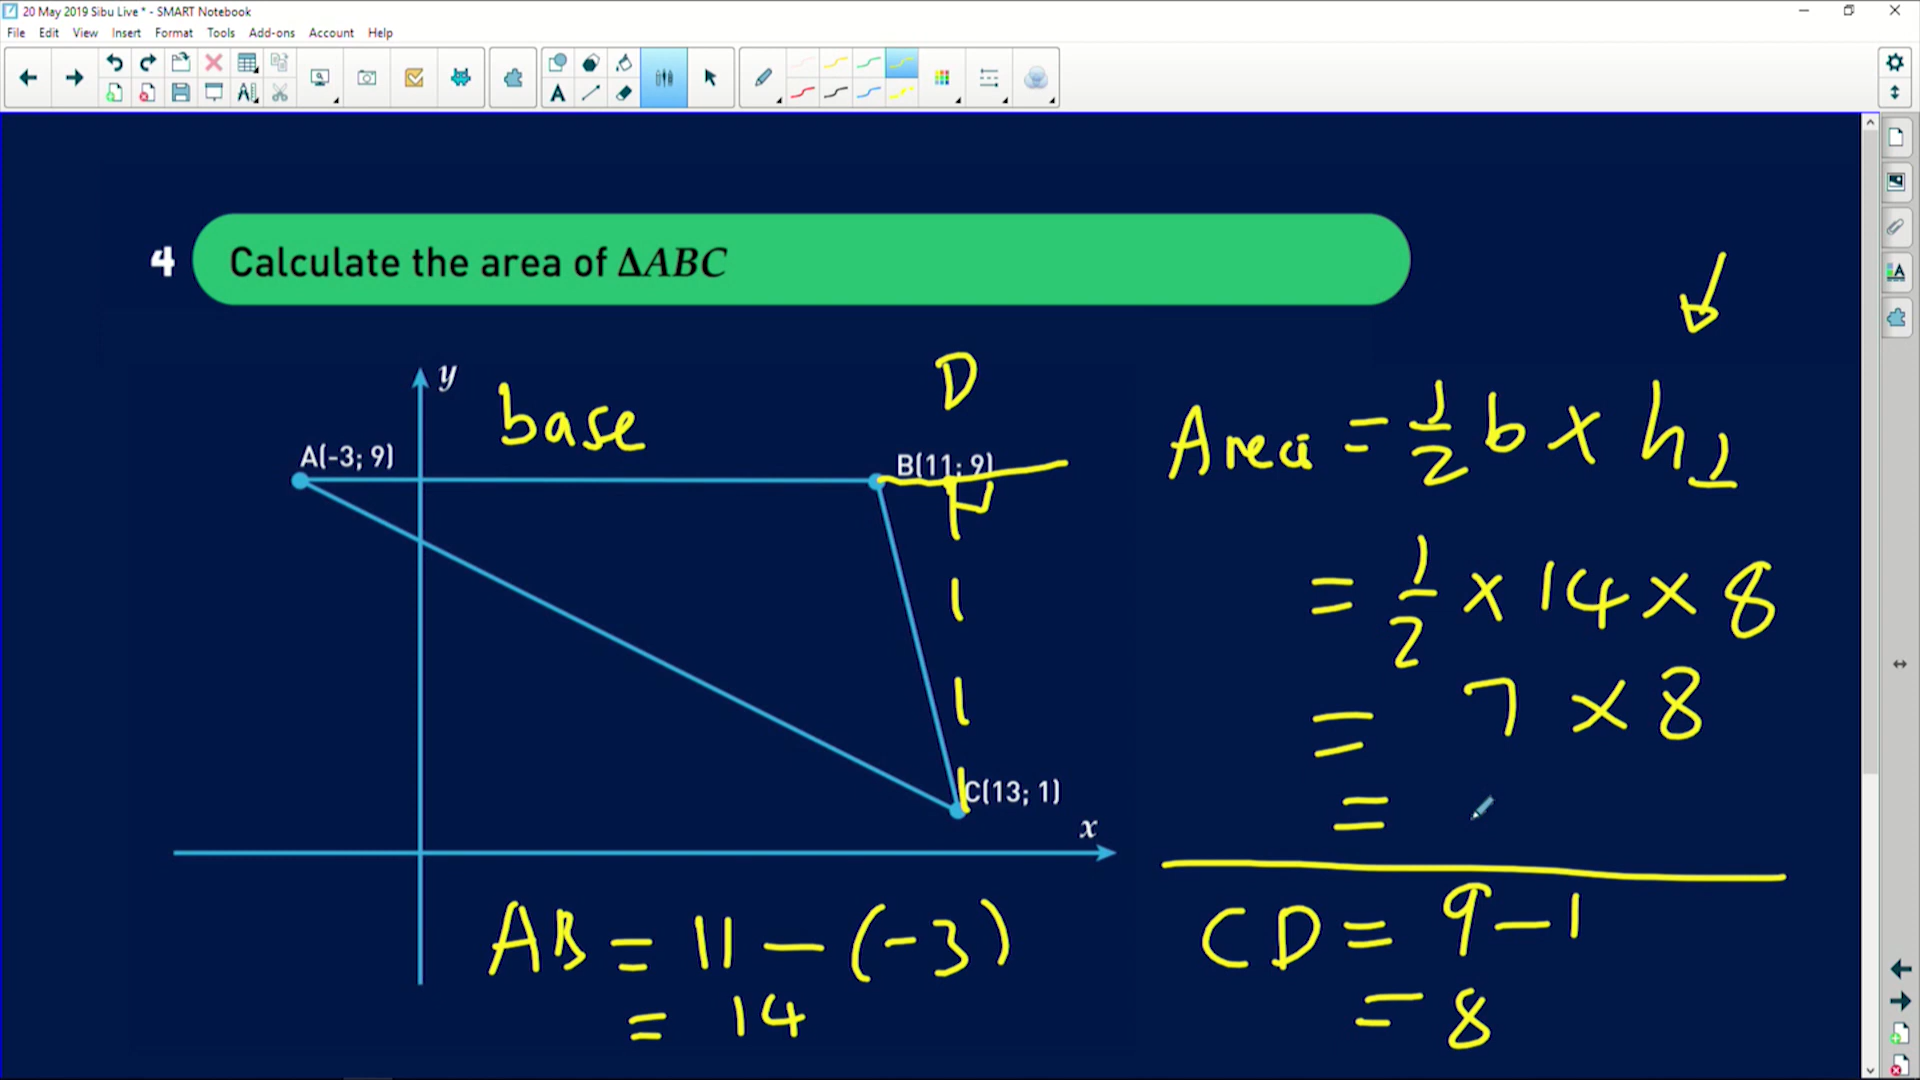 20 May 2019 Sibu Live * - SMART Notebook
File Edit View Insert Format Tools Add-ons Account Help
4 Calculate the area of ΔABC
y
base
D
A(-3; 9)
B(11; 9)
C(13; 1)
x
Area = 1/2 b × h⊥
= 1/2 × 14 × 8
= 7 × 8
=
AB = 11 - (-3)
= 14
CD = 9 - 1
= 8